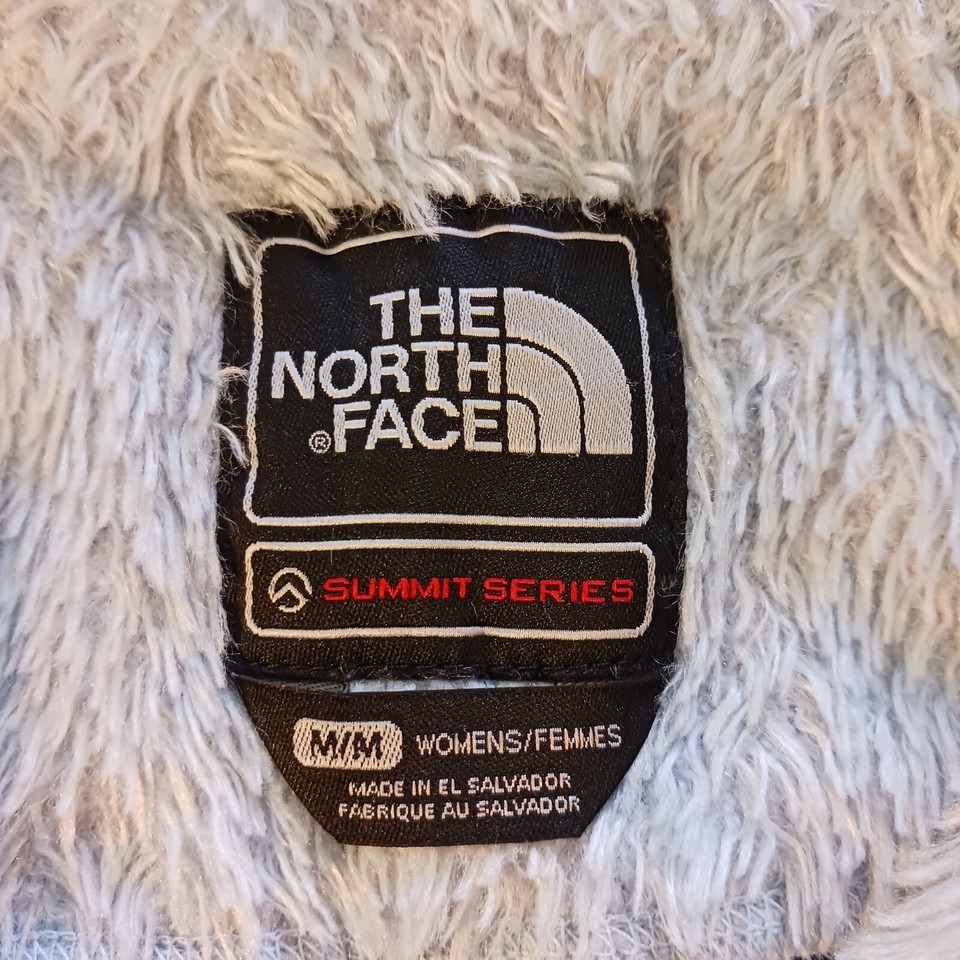 THE
NORTH
®FACE
SUMMIT SERIES
M/M WOMENS/FEMMES
MADE IN EL SALVADOR
FABRIQUE AU SALVADOR